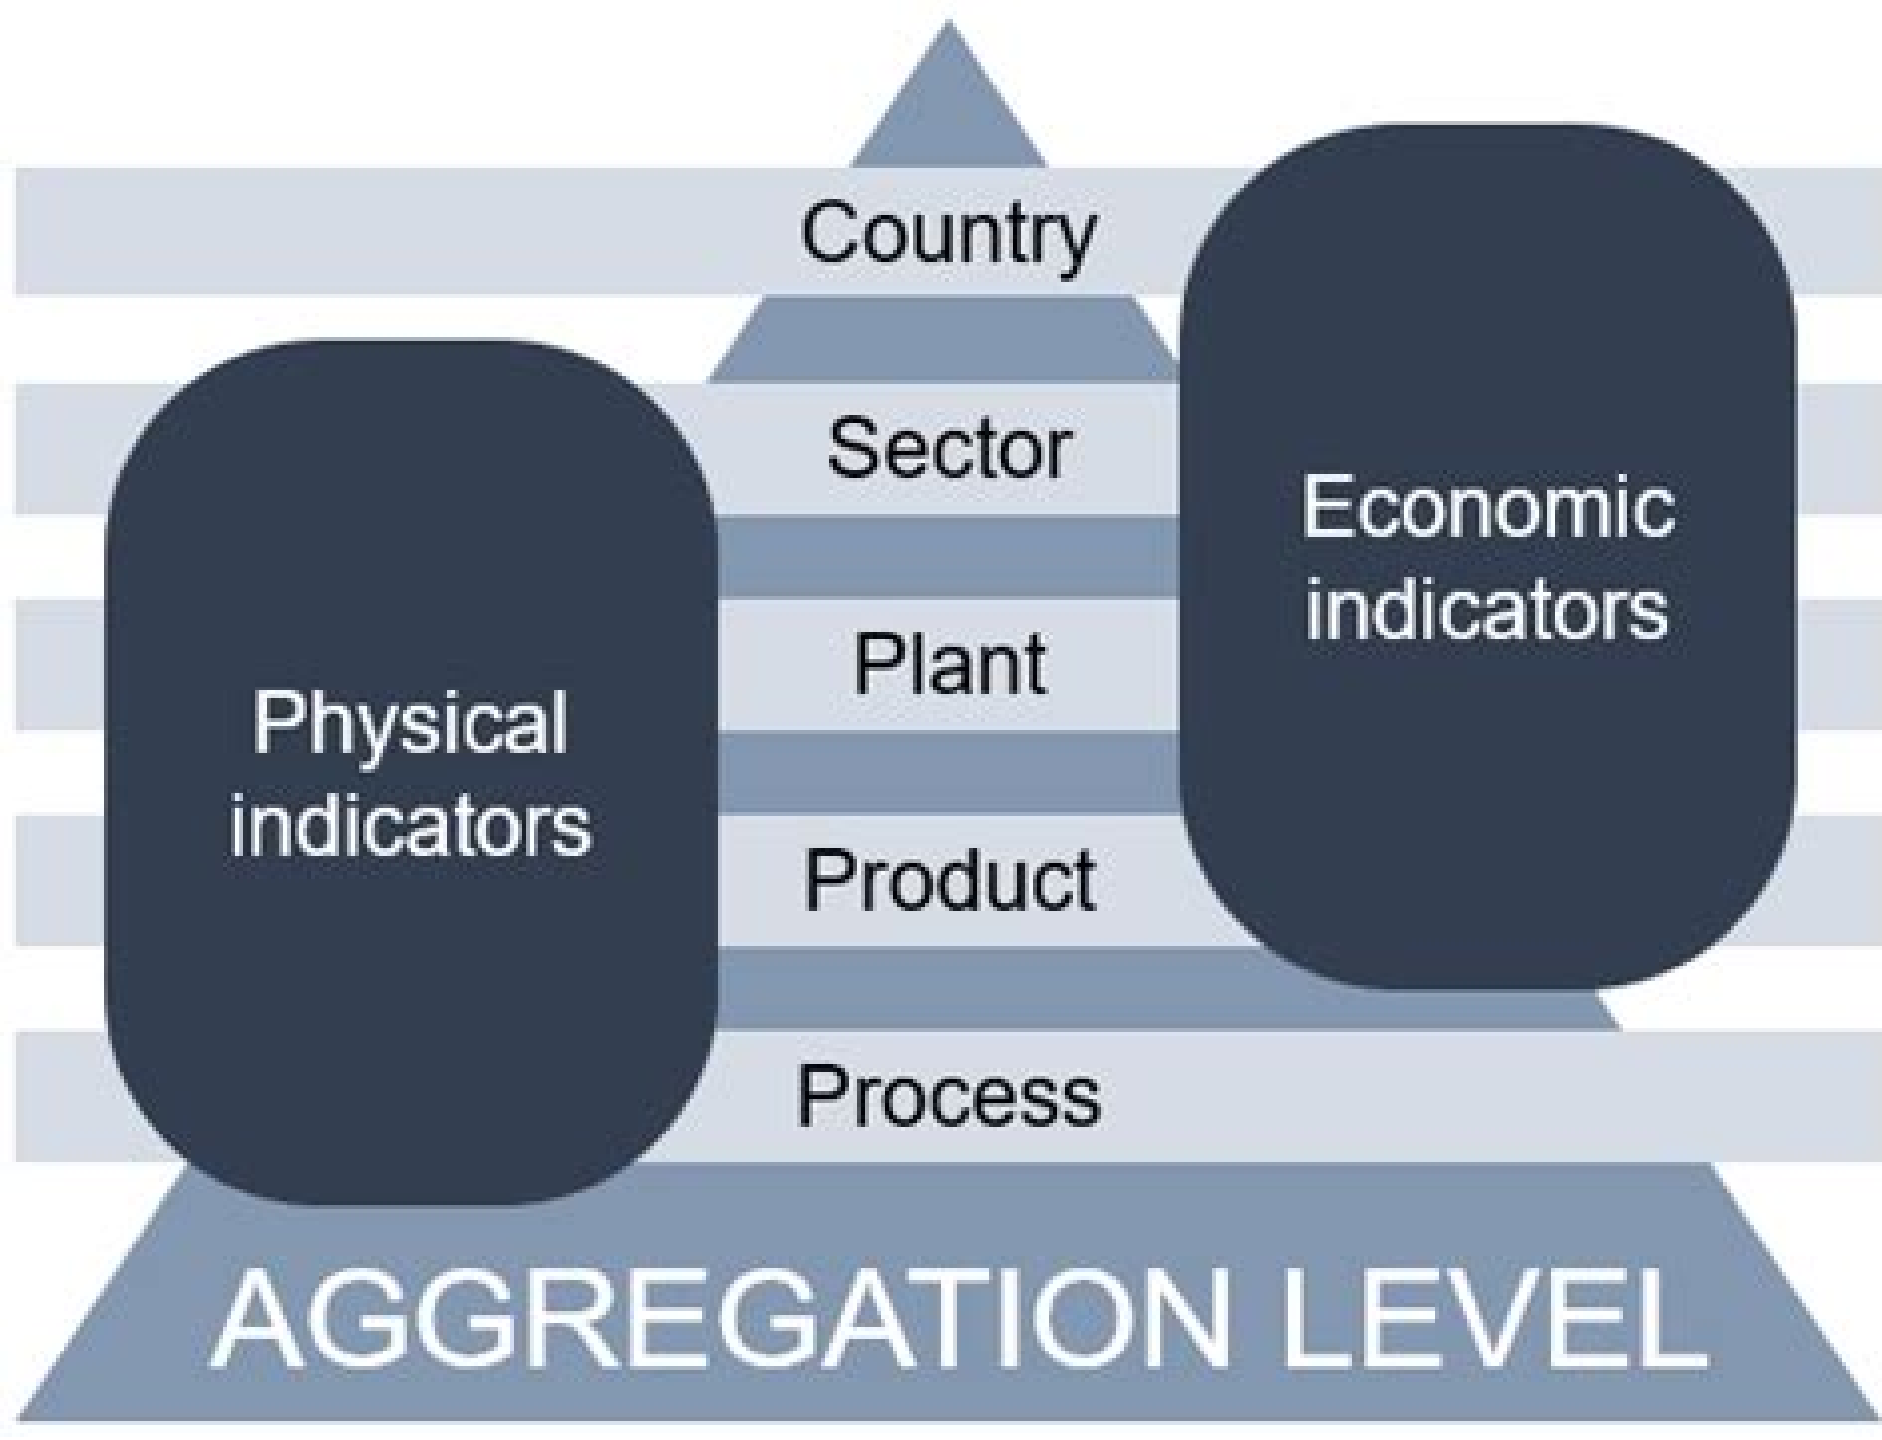 Country
Sector
Economic
indicators
Plant
Physical
indicators
Product
Process
AGGREGATION LEVEL